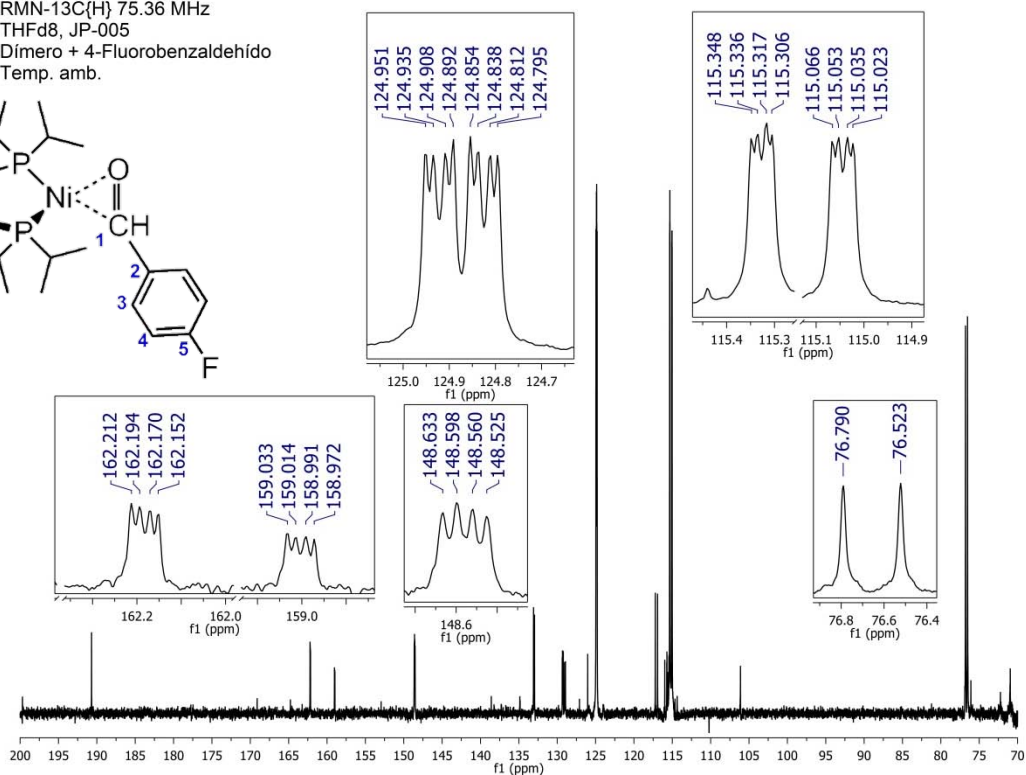 RMN-13C{H} 75.36 MHz
THFd8, JP-005
Dímero + 4-Fluorobenzaldehído
Temp. amb.
P
O
Ni
P
CH
1
2
3
4
5
F
124.951
124.935
124.908
124.892
124.854
124.838
124.812
124.795
125.0 124.9 124.8 124.7
f1 (ppm)
115.348
115.336
115.317
115.306
115.066
115.053
115.035
115.023
115.4 115.3 115.1 115.0 114.9
f1 (ppm)
162.212
162.194
162.170
162.152
159.033
159.014
158.991
158.972
162.2 162.0 159.0
f1 (ppm)
148.633
148.598
148.560
148.525
148.6
f1 (ppm)
76.790
76.523
76.8 76.6 76.4
f1 (ppm)
200 195 190 185 180 175 170 165 160 155 150 145 140 135 130 125 120 115 110 105 100 95 90 85 80 75 70
f1 (ppm)